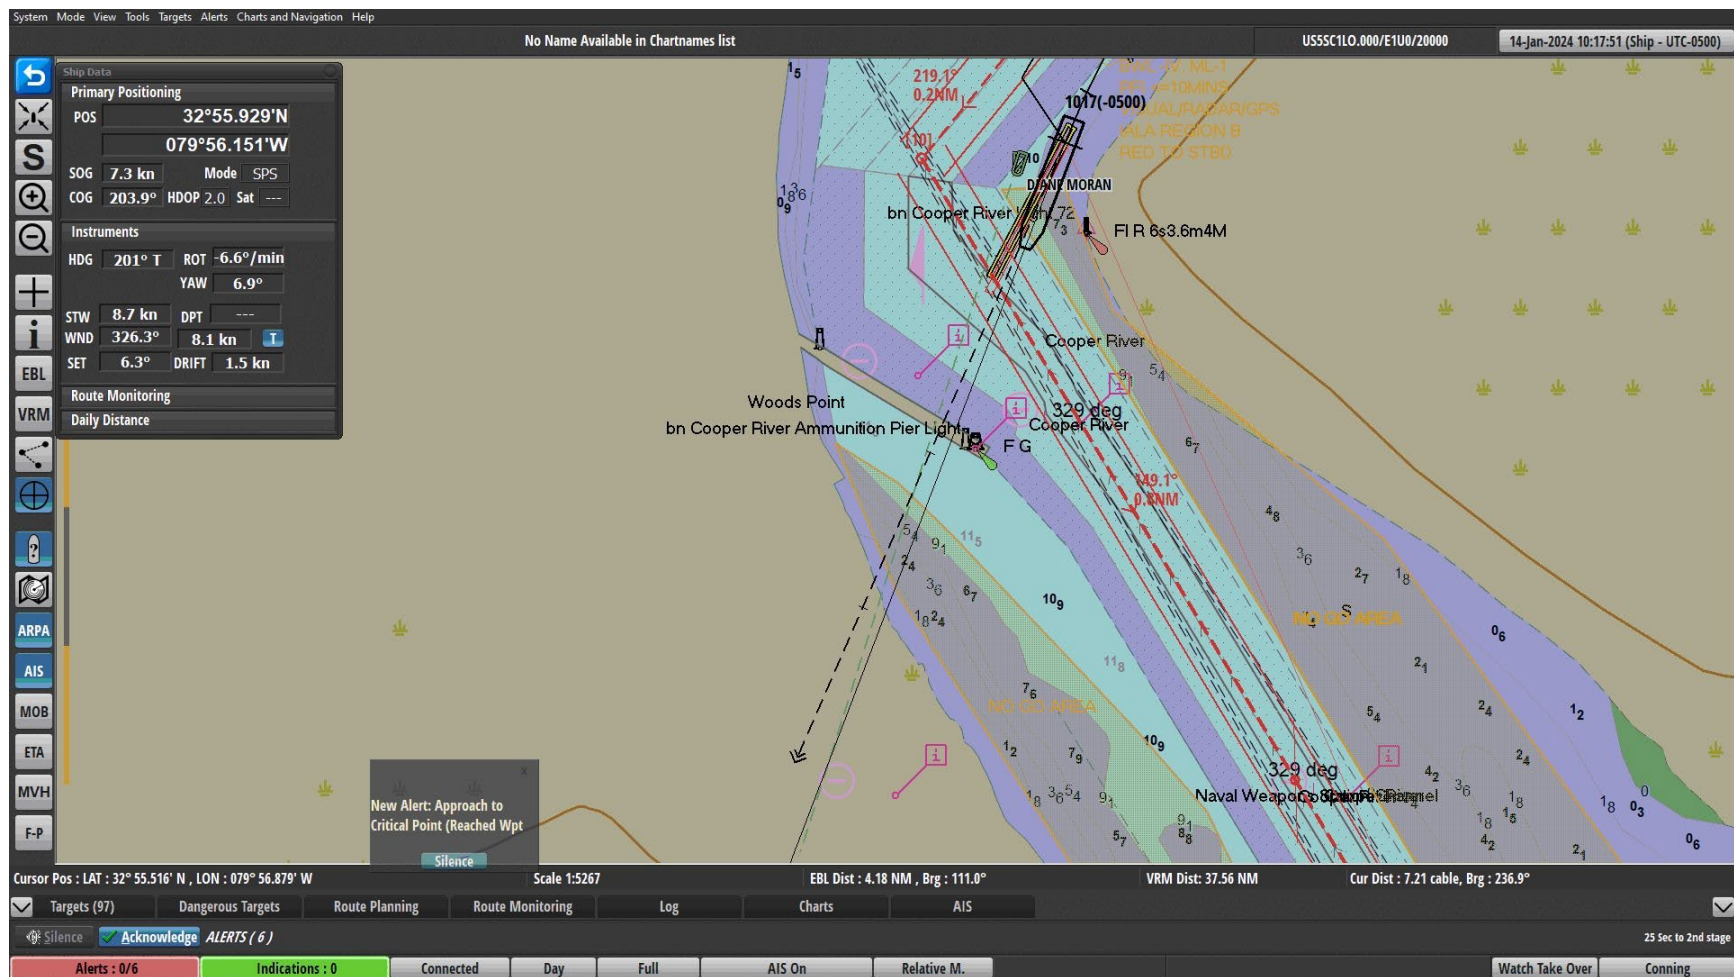 System Mode View Tools Targets Alerts Charts and Navigation Help
No Name Available in Chartnames list
US5SC1LO.000/E1U0/20000
14-Jan-2024 10:17:51 (Ship - UTC-0500)
Ship Data
Primary Positioning
POS 32°55.929'N
079°56.151'W
SOG 7.3 kn Mode SPS
COG 203.9° HDOP 2.0 Sat ---
Instruments
HDG 201° T ROT -6.6°/min
YAW 6.9°
STW 8.7 kn DPT ---
WND 326.3° 8.1 kn T
SET 6.3° DRIFT 1.5 kn
Route Monitoring
Daily Distance
S
EBL
VRM
ARPA
AIS
MOB
ETA
MVH
F-P
219.1°
0.2NM
[10]
1017(-0500)
=10MINS
IALA REGION B
RED TO STBD
DIANE MORAN
bn Cooper River
72
Fl R 6s3.6m4M
Cooper River
329 deg
Cooper River
Woods Point
bn Cooper River Ammunition Pier Light
F G
149.1°
0.8NM
NO GO AREA
NO GO AREA
329 deg
Naval Weapons
New Alert: Approach to
Critical Point (Reached Wpt
Silence
Cursor Pos : LAT : 32° 55.516' N , LON : 079° 56.879' W
Scale 1:5267
EBL Dist : 4.18 NM , Brg : 111.0°
VRM Dist: 37.56 NM
Cur Dist : 7.21 cable, Brg : 236.9°
Targets (97) Dangerous Targets Route Planning Route Monitoring Log Charts AIS
Silence Acknowledge ALERTS ( 6 )
25 Sec to 2nd stage
Alerts : 0/6 Indications : 0 Connected Day Full AIS On Relative M. Watch Take Over Conning